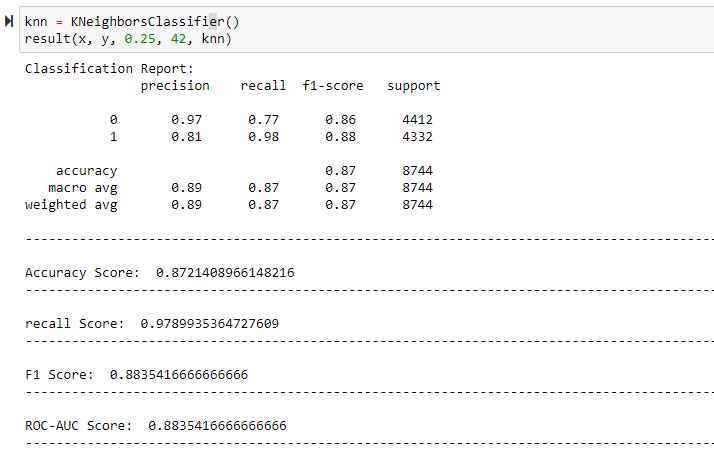 knn = KNeighborsClassifier()
result(x, y, 0.25, 42, knn)
Classification Report:
precision recall f1-score support
0 0.97 0.77 0.86 4412
1 0.81 0.98 0.88 4332
accuracy 0.87 8744
macro avg 0.89 0.87 0.87 8744
weighted avg 0.89 0.87 0.87 8744
------------------------------------------------------------------------------------------
Accuracy Score: 0.8721408966148216
------------------------------------------------------------------------------------------
recall Score: 0.9789935364727609
------------------------------------------------------------------------------------------
F1 Score: 0.8835416666666666
------------------------------------------------------------------------------------------
ROC-AUC Score: 0.8835416666666666
------------------------------------------------------------------------------------------